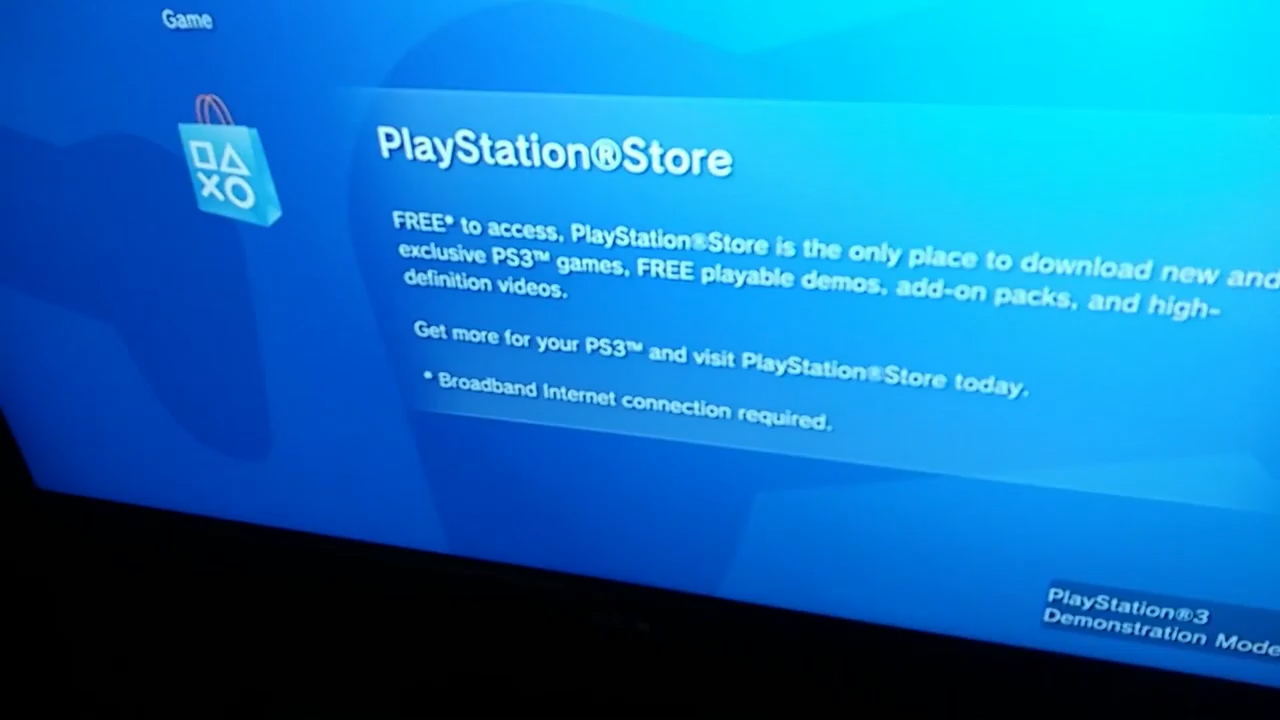 Game
PlayStation®Store
FREE* to access, PlayStation®Store is the only place to download new and
exclusive PS3™ games, FREE playable demos, add-on packs, and high-
definition videos.
Get more for your PS3™ and visit PlayStation®Store today.
* Broadband Internet connection required.
PlayStation®3
Demonstration Mode